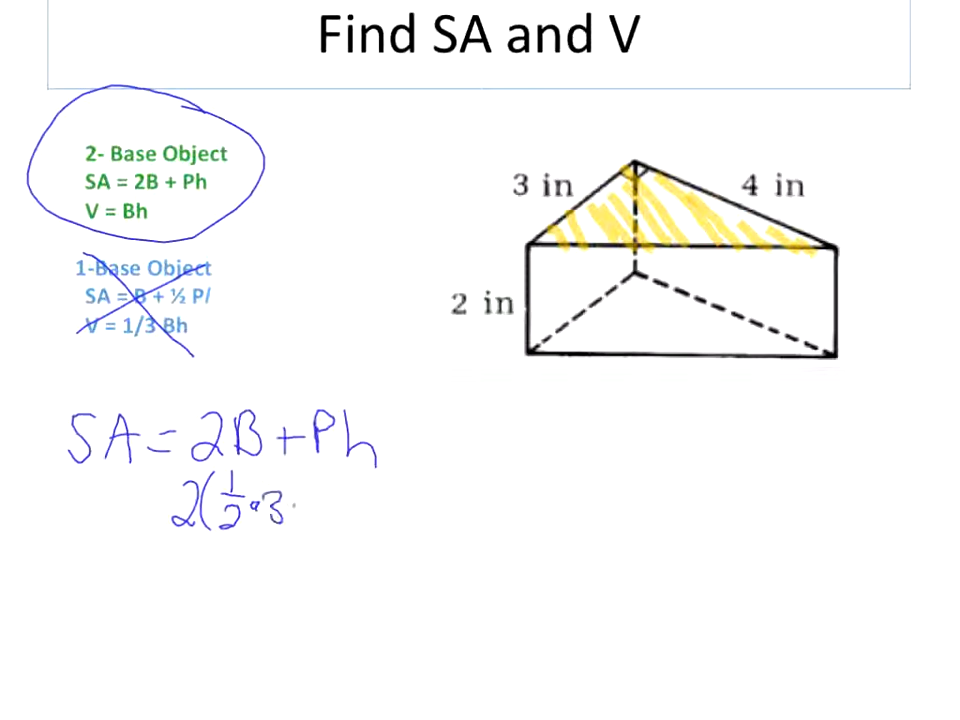 Find SA and V
2- Base Object
SA = 2B + Ph
V = Bh
1-Base Object
SA = B + ½ Pl
V = 1/3 Bh
3 in
4 in
2 in
SA = 2B + Ph
2(1/2 · 3 ·